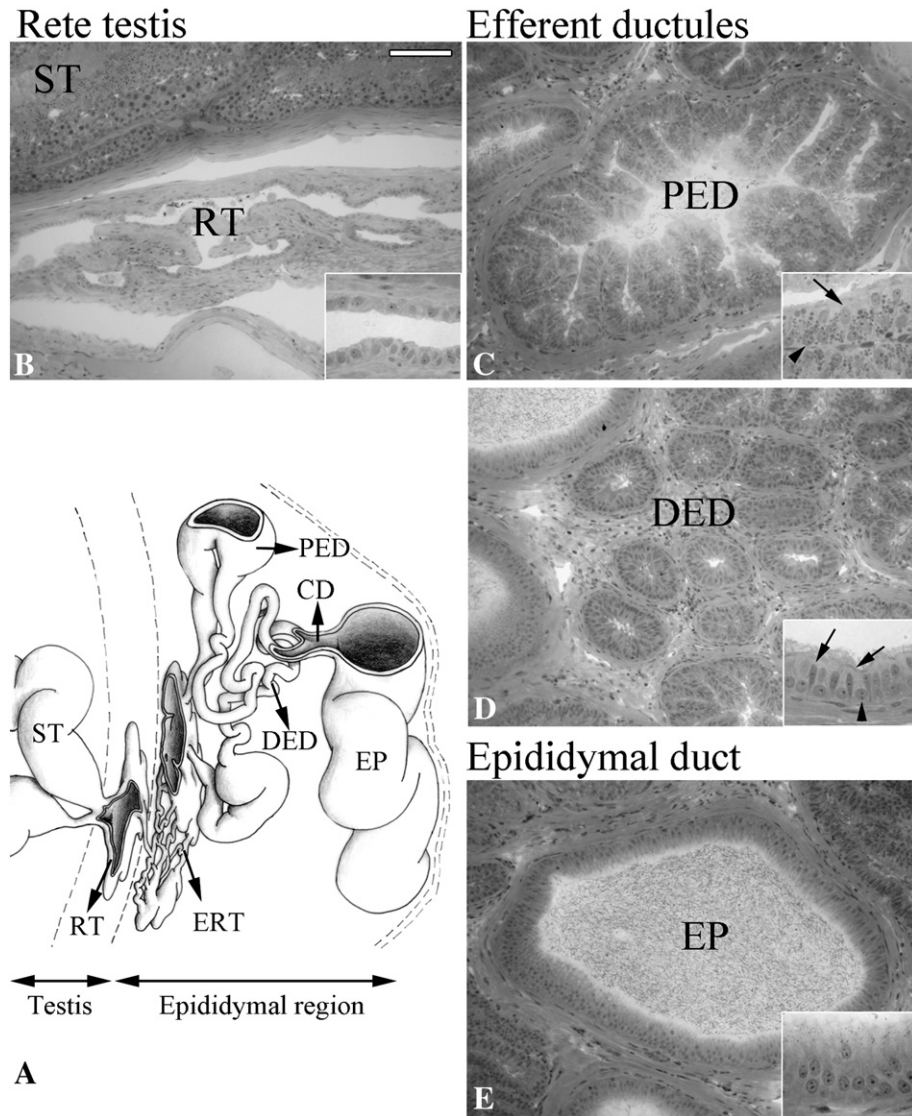 Rete testis
ST
RT
B
Efferent ductules
PED
C
DED
D
PED
CD
ST
DED
EP
RT
ERT
Testis
Epididymal region
A
Epididymal duct
EP
E